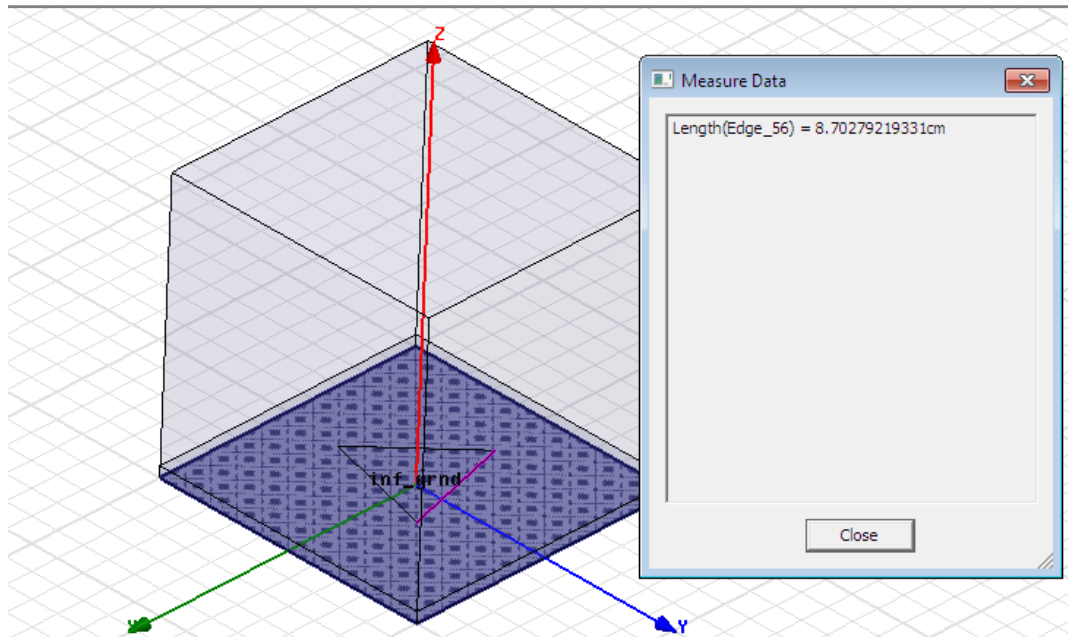 Z
Measure Data
Length(Edge_56) = 8.70279219331cm
inf_grnd
Close
Y